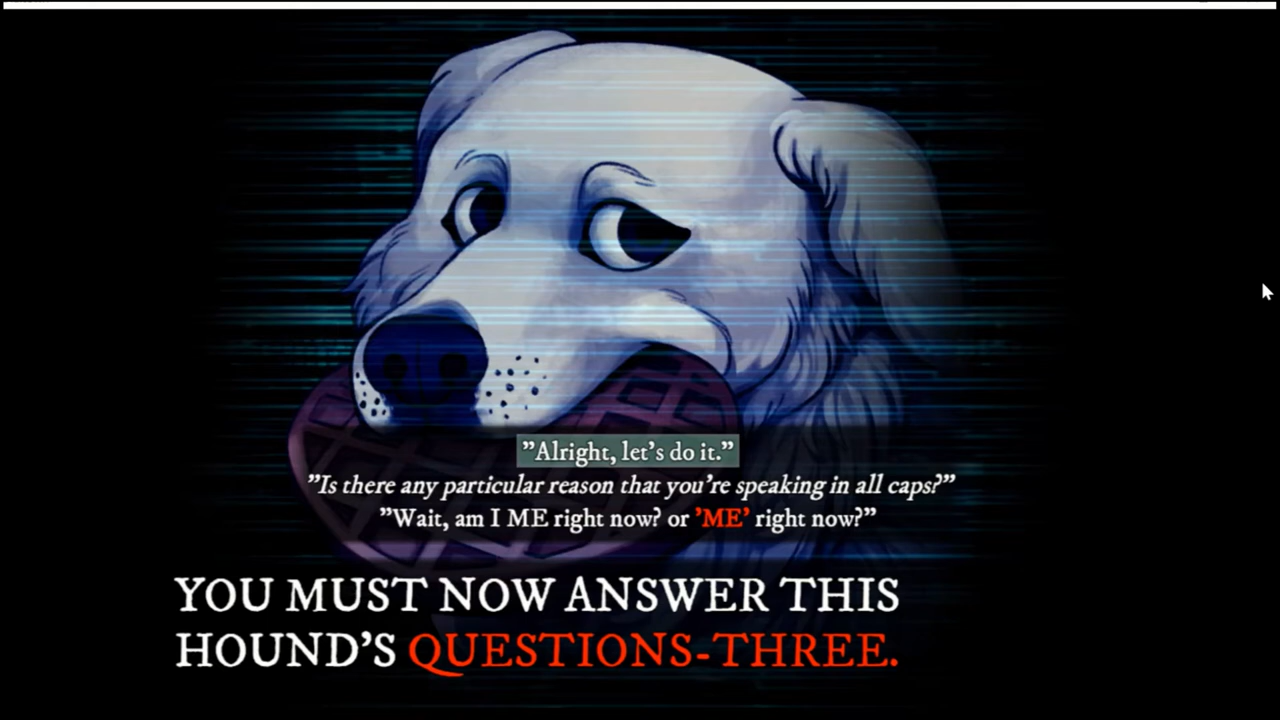 "Alright, let's do it."
"Is there any particular reason that you're speaking in all caps?"
"Wait, am I ME right now? or 'ME' right now?"
YOU MUST NOW ANSWER THIS
HOUND'S QUESTIONS-THREE.